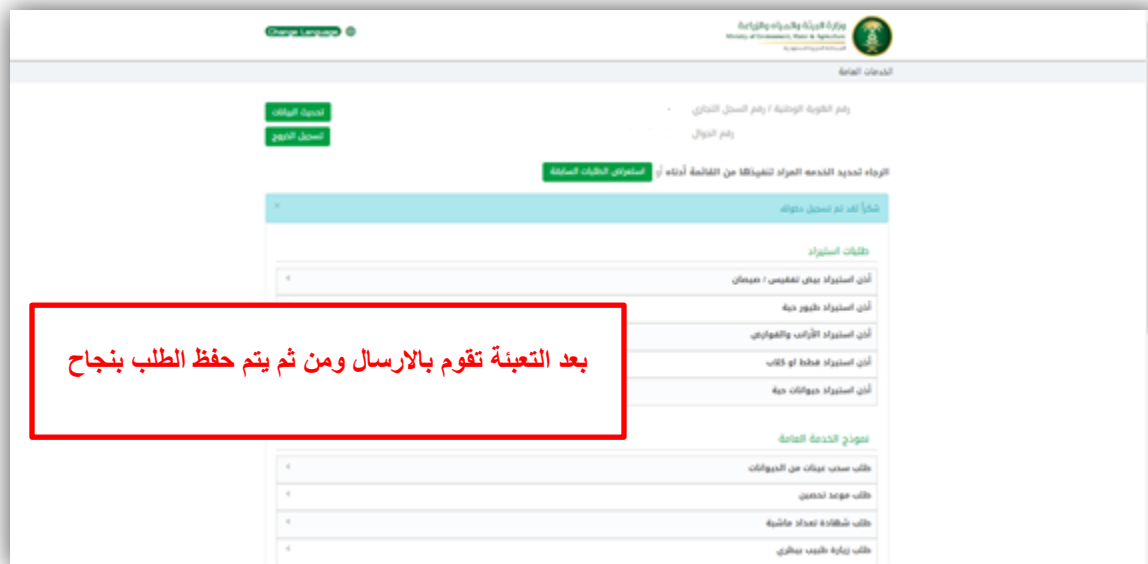 وزارة البيئة والمياه والزراعة
Ministry of Environment, Water & Agriculture
Change Language
الخدمات العامة
رقم الهوية الوطنية / رقم السجل التجاري
تحديث البيانات
رقم الجوال
تسجيل الخروج
الرجاء تحديد الخدمه المراد تنفيذها من القائمة أدناه أو استعراض الطلبات السابقة
شكراً لقد تم تسجيل دخولك
طلبات استيراد
أذن استيراد بيض تفقيس / صيصان
أذن استيراد طيور حية
أذن استيراد الأرانب والقوارض
أذن استيراد قطط او كلاب
أذن استيراد حيوانات حية
بعد التعبئة تقوم بالارسال ومن ثم يتم حفظ الطلب بنجاح
نموذج الخدمة العامة
طلب سحب عينات من الحيوانات
طلب موعد تحصين
طلب شهادة تعداد ماشية
طلب زيارة طبيب بيطري